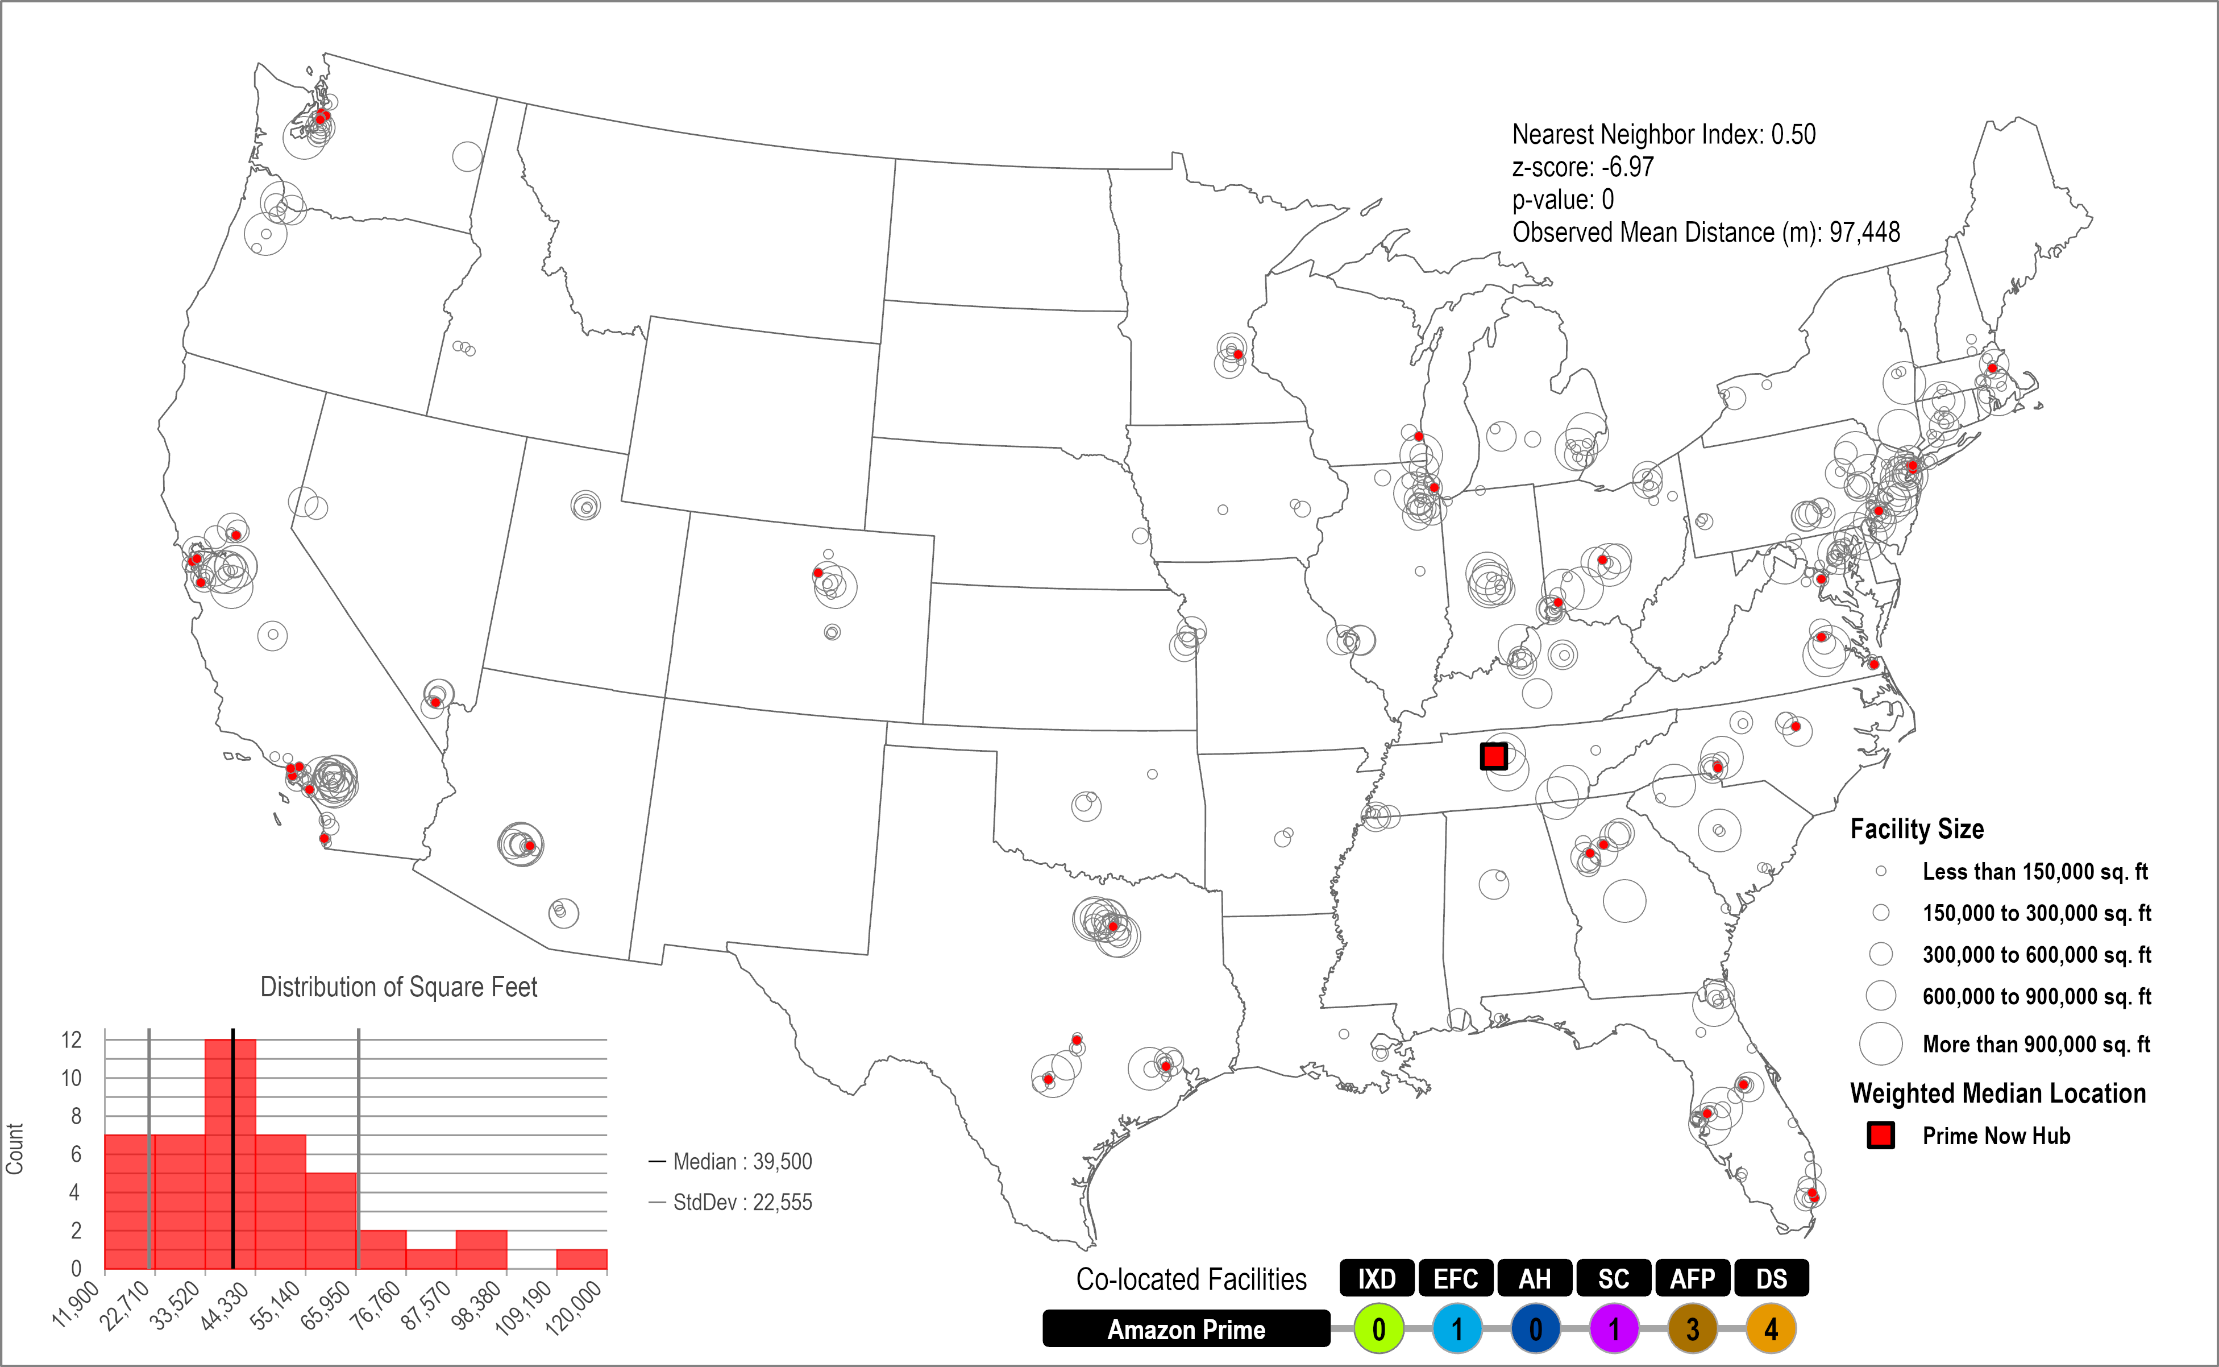 Nearest Neighbor Index: 0.50
z-score: -6.97
p-value: 0
Observed Mean Distance (m): 97,448
Facility Size
Less than 150,000 sq. ft
150,000 to 300,000 sq. ft
300,000 to 600,000 sq. ft
600,000 to 900,000 sq. ft
More than 900,000 sq. ft
Weighted Median Location
Prime Now Hub
Distribution of Square Feet
Count
12
10
8
6
4
2
0
11,900
22,710
33,520
44,330
55,140
65,950
76,760
87,570
98,380
109,190
120,000
Median : 39,500
StdDev : 22,555
Co-located Facilities IXD EFC AH SC AFP DS
Amazon Prime 0 1 0 1 3 4